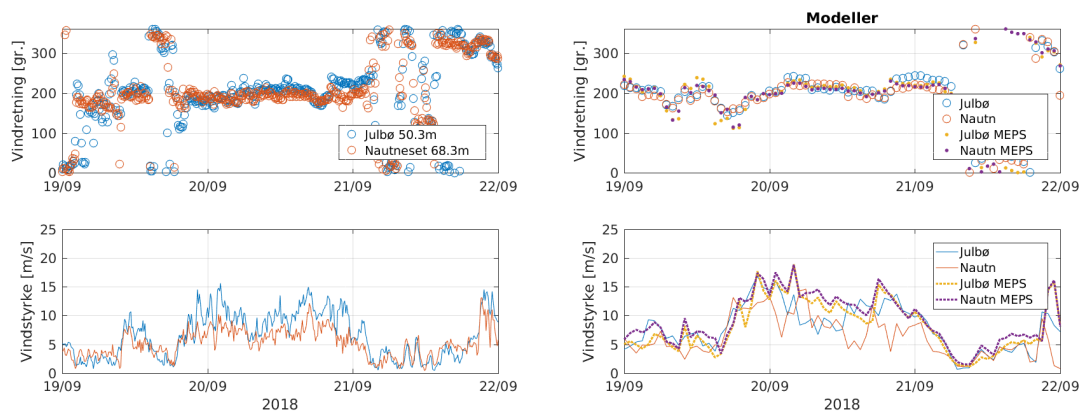 Vindretning [gr.]
300
200
100
0
Julbø 50.3m
Nautneset 68.3m
19/09 20/09 21/09 22/09
Modeller
Vindretning [gr.]
300
200
100
0
Julbø
Nautn
Julbø MEPS
Nautn MEPS
19/09 20/09 21/09 22/09
Vindstyrke [m/s]
25
20
15
10
5
0
19/09 20/09 21/09 22/09
2018
Vindstyrke [m/s]
25
20
15
10
5
0
Julbø
Nautn
Julbø MEPS
Nautn MEPS
19/09 20/09 21/09 22/09
2018